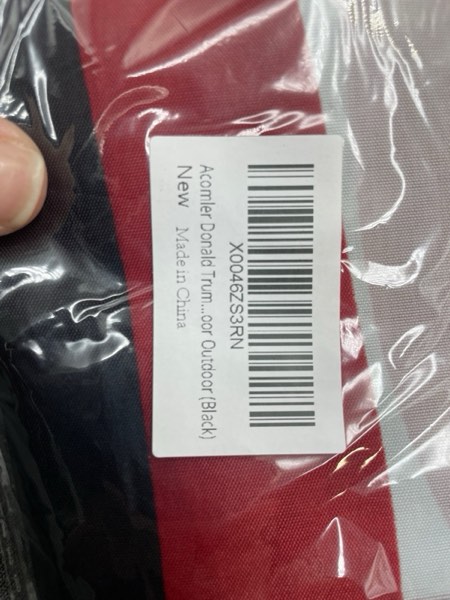 X0046ZS3RN
Acomler Donald Trum...oor Outdoor (Black)
New Made in China